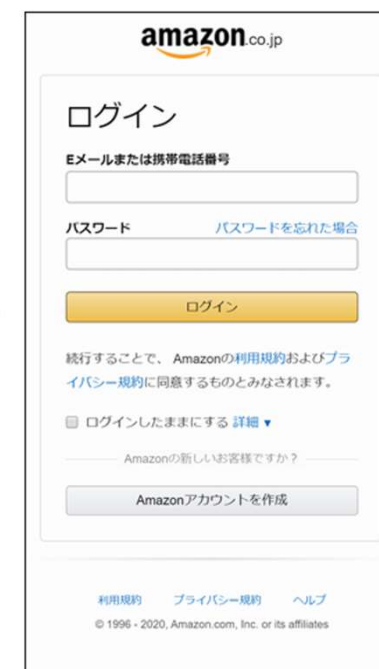 amazon.co.jp
ログイン
Eメールまたは携帯電話番号
パスワード パスワードを忘れた場合
ログイン
続行することで、 Amazonの利用規約およびプラ
イバシー規約に同意するものとみなされます。
ログインしたままにする 詳細 ▼
Amazonの新しいお客様ですか？
Amazonアカウントを作成
利用規約 プライバシー規約 ヘルプ
© 1996 - 2020, Amazon.com, Inc. or its affiliates